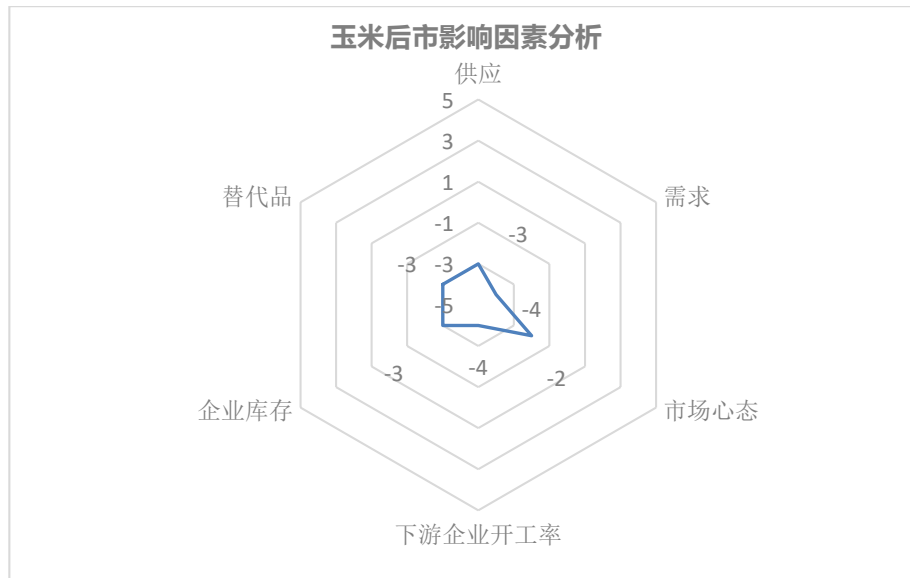 玉米后市影响因素分析
供应
5
3
1
-1
-3
-3
-3
-5
-4
-4
-3
-2
替代品
需求
企业库存
市场心态
下游企业开工率